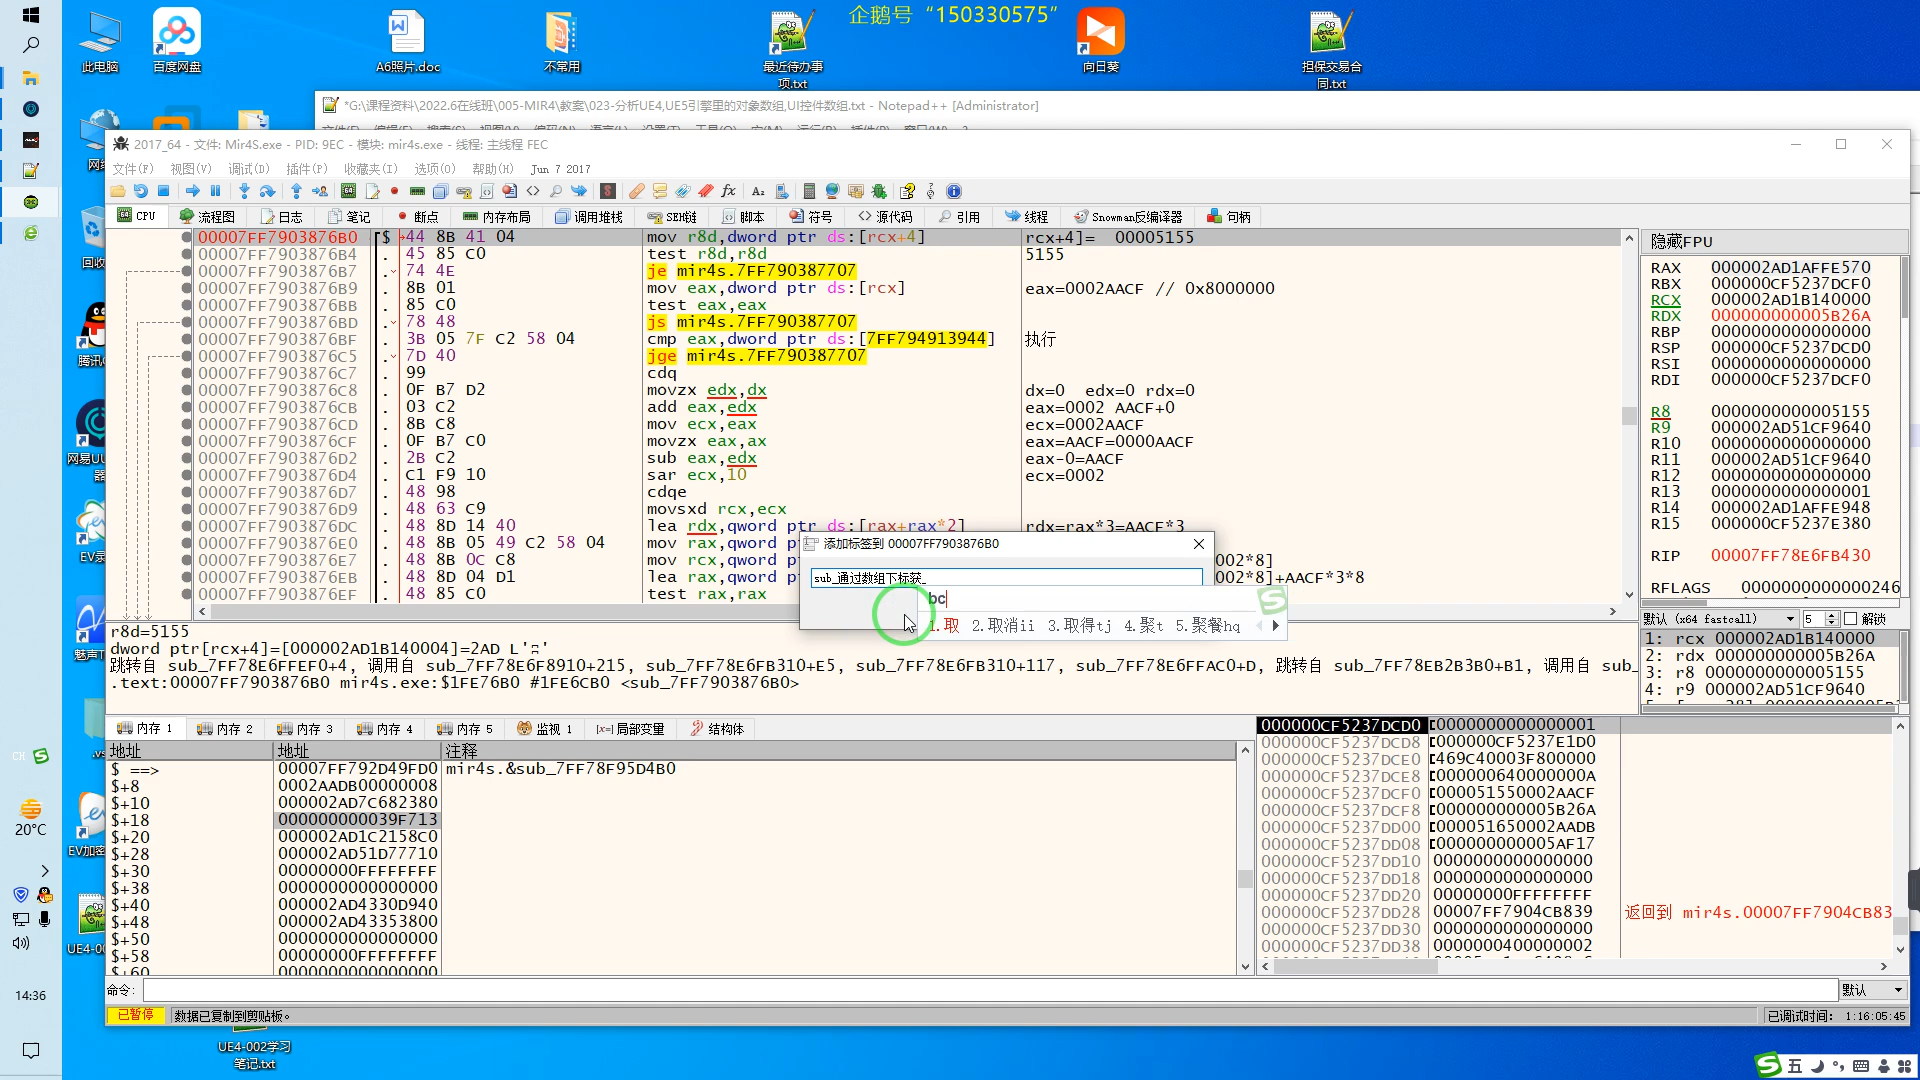 企鹅号“150330575”
此电脑
百度网盘
A6照片.doc
不常用
最近待办事项.txt
向日葵
担保交易合同.txt
*G:\课程资料\2022.6在线班\005-MIR4\教案\023-分析UE4,UE5引擎里的对象数组,UI控件数组.txt - Notepad++ [Administrator]
2017_64 - 文件: Mir4S.exe - PID: 9EC - 模块: mir4s.exe - 线程: 主线程 FEC
文件(F) 视图(V) 调试(D) 插件(P) 收藏夹(I) 选项(O) 帮助(H) Jun 7 2017
CPU 流程图 日志 笔记 断点 内存布局 调用堆栈 SEH链 脚本 符号 源代码 引用 线程 Snowman反编译器 句柄
00007FF7903876B0 44 8B 41 04 mov r8d,dword ptr ds:[rcx+4] rcx+4]= 00005155
00007FF7903876B4 45 85 C0 test r8d,r8d 5155
00007FF7903876B7 74 4E je mir4s.7FF790387707
00007FF7903876B9 8B 01 mov eax,dword ptr ds:[rcx] eax=0002AACF // 0x8000000
00007FF7903876BB 85 C0 test eax,eax
00007FF7903876BD 78 48 js mir4s.7FF790387707
00007FF7903876BF 3B 05 7F C2 58 04 cmp eax,dword ptr ds:[7FF794913944] 执行
00007FF7903876C5 7D 40 jge mir4s.7FF790387707
00007FF7903876C7 99 cdq
00007FF7903876C8 0F B7 D2 movzx edx,dx dx=0 edx=0 rdx=0
00007FF7903876CB 03 C2 add eax,edx eax=0002 AACF+0
00007FF7903876CD 8B C8 mov ecx,eax ecx=0002AACF
00007FF7903876CF 0F B7 C0 movzx eax,ax eax=AACF=0000AACF
00007FF7903876D2 2B C2 sub eax,edx eax-0=AACF
00007FF7903876D4 C1 F9 10 sar ecx,10 ecx=0002
00007FF7903876D7 48 98 cdqe
00007FF7903876D9 48 63 C9 movsxd rcx,ecx
00007FF7903876DC 48 8D 14 40 lea rdx,qword ptr ds:[rax+rax*2] rdx=rax*3=AACF*3
00007FF7903876E0 48 8B 05 49 C2 58 04 mov rax,qword
00007FF7903876E7 48 8B 0C C8 mov rcx,qword 002*8]
00007FF7903876EB 48 8D 04 D1 lea rax,qword 002*8]+AACF*3*8
00007FF7903876EF 48 85 C0 test rax,rax
添加标签到 00007FF7903876B0
sub_通过数组下标获_
bc
1.取 2.取消ii 3.取得tj 4.聚t 5.聚餐hq
隐藏FPU
RAX 000002AD1AFFE570
RBX 000000CF5237DCF0
RCX 000002AD1B140000
RDX 000000000005B26A
RBP 0000000000000000
RSP 000000CF5237DCD0
RSI 0000000000000000
RDI 000000CF5237DCF0
R8 0000000000005155
R9 000002AD51CF9640
R10 0000000000000000
R11 000002AD51CF9640
R12 0000000000000000
R13 0000000000000001
R14 000002AD1AFFE948
R15 000000CF5237E380
RIP 00007FF78E6FB430
RFLAGS 0000000000000246
默认 (x64 fastcall) 5 解锁
1: rcx 000002AD1B140000
2: rdx 000000000005B26A
3: r8 0000000000005155
4: r9 000002AD51CF9640
r8d=5155
dword ptr[rcx+4]=[000002AD1B140004]=2AD
跳转自 sub_7FF78E6FFEF0+4, 调用自 sub_7FF78E6F8910+215, sub_7FF78E6FB310+E5, sub_7FF78E6FB310+117, sub_7FF78E6FFAC0+D, 跳转自 sub_7FF78EB2B3B0+B1, 调用自 sub_
.text:00007FF7903876B0 mir4s.exe:$1FE76B0 #1FE6CB0 <sub_7FF7903876B0>
内存 1 内存 2 内存 3 内存 4 内存 5 监视 1 [x=]局部变量 结构体
地址 地址 注释
$ ==> 00007FF792D49FD0 mir4s.&sub_7FF78F95D4B0
$+8 0002AADB00000008
$+10 000002AD7C682380
$+18 000000000039F713
$+20 000002AD1C2158C0
$+28 000002AD51D77710
$+30 00000000FFFFFFFF
$+38 0000000000000000
$+40 000002AD4330D940
$+48 000002AD43353800
$+50 0000000000000000
$+58 00000000FFFFFFFF
$+60 0000000000000000
000000CF5237DCD0 0000000000000001
000000CF5237DCD8 000000CF5237E1D0
000000CF5237DCE0 469C40003F800000
000000CF5237DCE8 000000640000000A
000000CF5237DCF0 000051550002AACF
000000CF5237DCF8 000000000005B26A
000000CF5237DD00 000051650002AADB
000000CF5237DD08 000000000005AF17
000000CF5237DD10 0000000000000000
000000CF5237DD18 0000000000000000
000000CF5237DD20 00000000FFFFFFFF
000000CF5237DD28 00007FF7904CB839 返回到 mir4s.00007FF7904CB83
000000CF5237DD30 0000000000000000
000000CF5237DD38 0000000400000002
命令: 默认
已暂停 数据已复制到剪贴板。 已调试时间: 1:16:05:45
CH
20°C
14:36
UE4-002学习笔记.txt
五